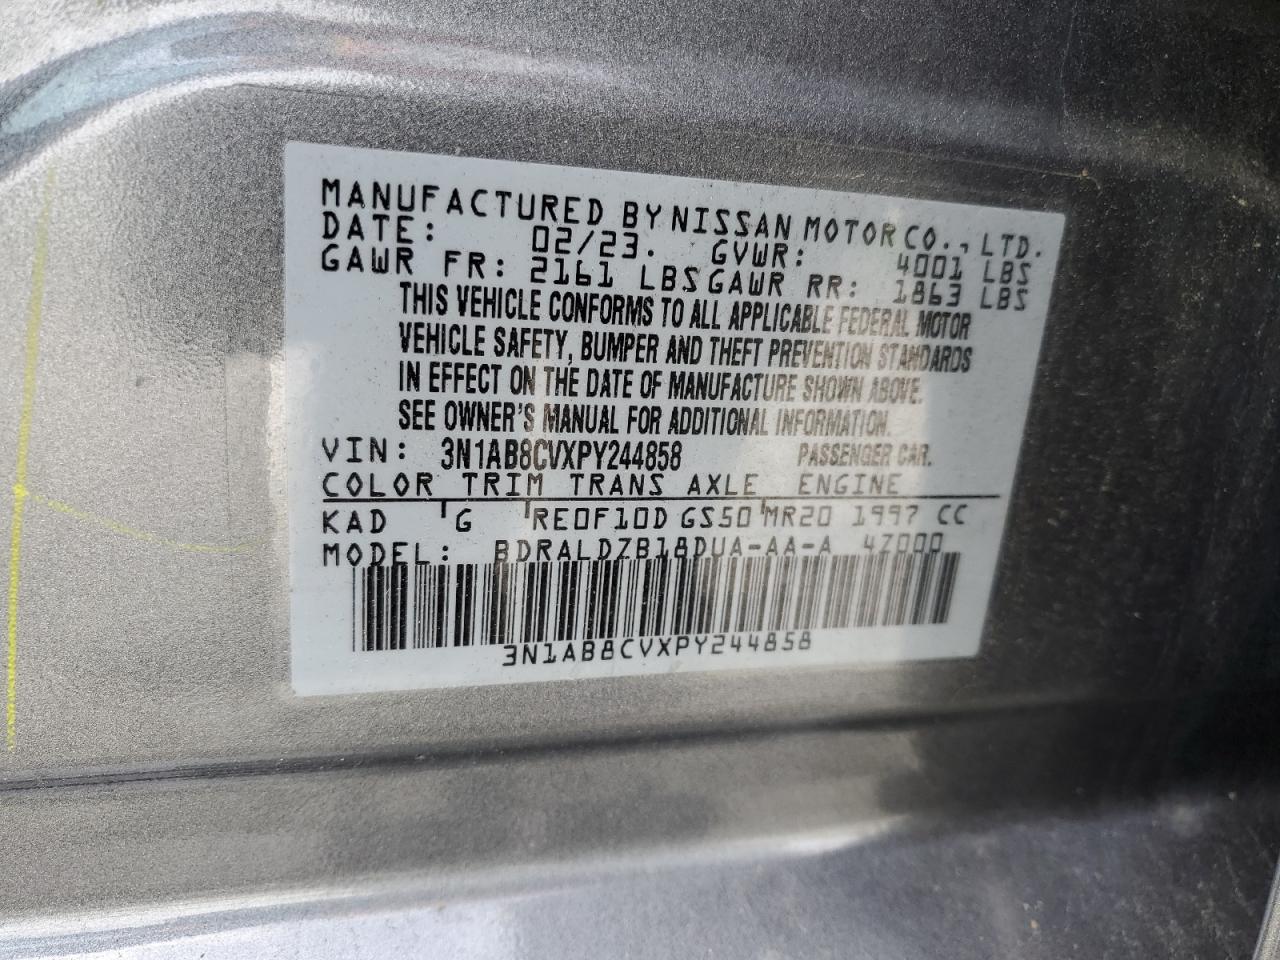 MANUFACTURED BY NISSAN MOTOR CO., LTD.
DATE: 02/23. GVWR: 4001 LBS
GAWR FR: 2161 LBS GAWR RR: 1863 LBS
THIS VEHICLE CONFORMS TO ALL APPLICABLE FEDERAL MOTOR
VEHICLE SAFETY, BUMPER AND THEFT PREVENTION STANDARDS
IN EFFECT ON THE DATE OF MANUFACTURE SHOWN ABOVE.
SEE OWNER'S MANUAL FOR ADDITIONAL INFORMATION.
VIN: 3N1AB8CVXPY244858 PASSENGER CAR.
COLOR TRIM TRANS AXLE ENGINE
KAD G RE0F10D GS50 MR20 1997 CC
MODEL: BDRALDZB18DUA-AA-A 4Z000
3N1AB8CVXPY244858